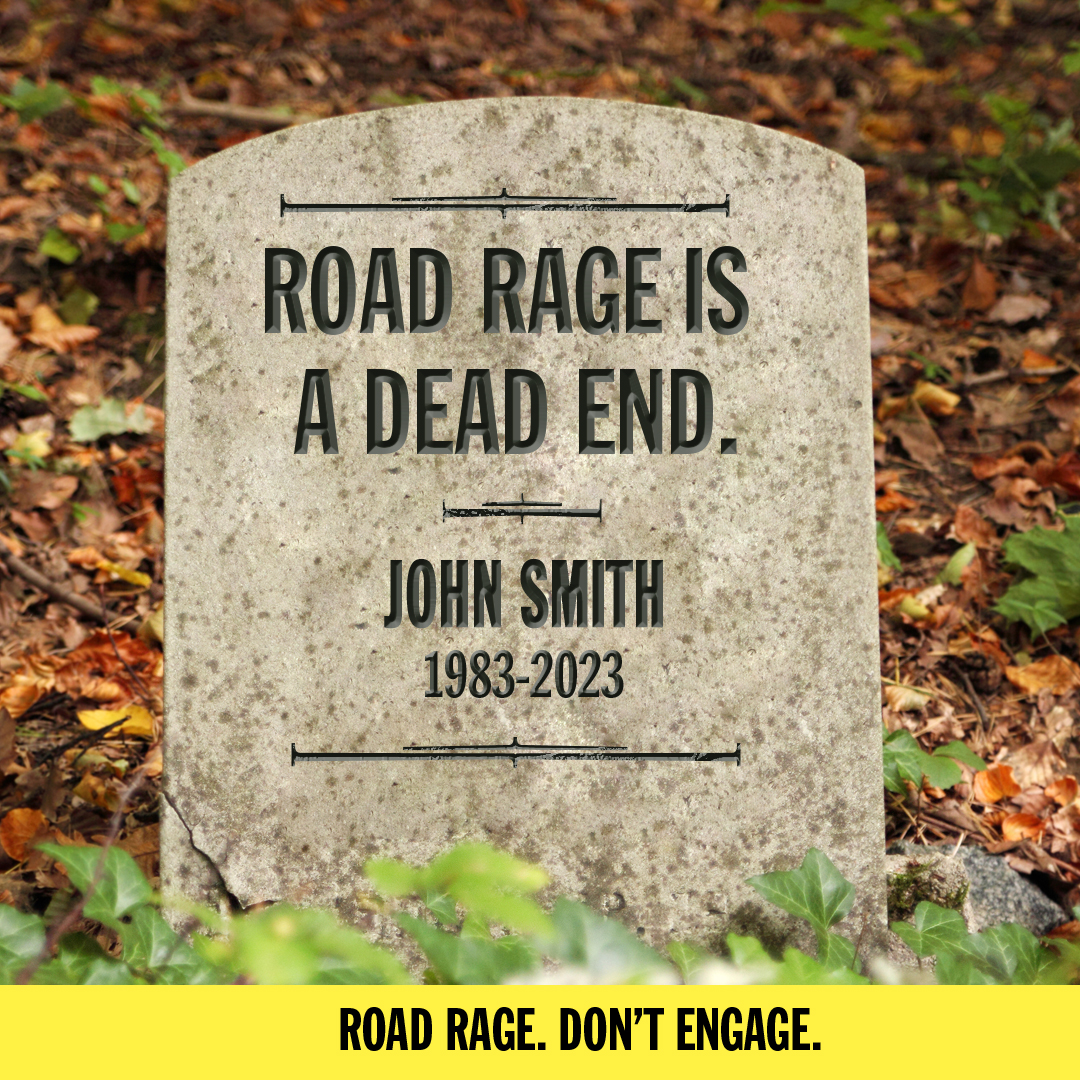 ROAD RAGE IS
A DEAD END.
JOHN SMITH
1983-2023
ROAD RAGE. DON'T ENGAGE.